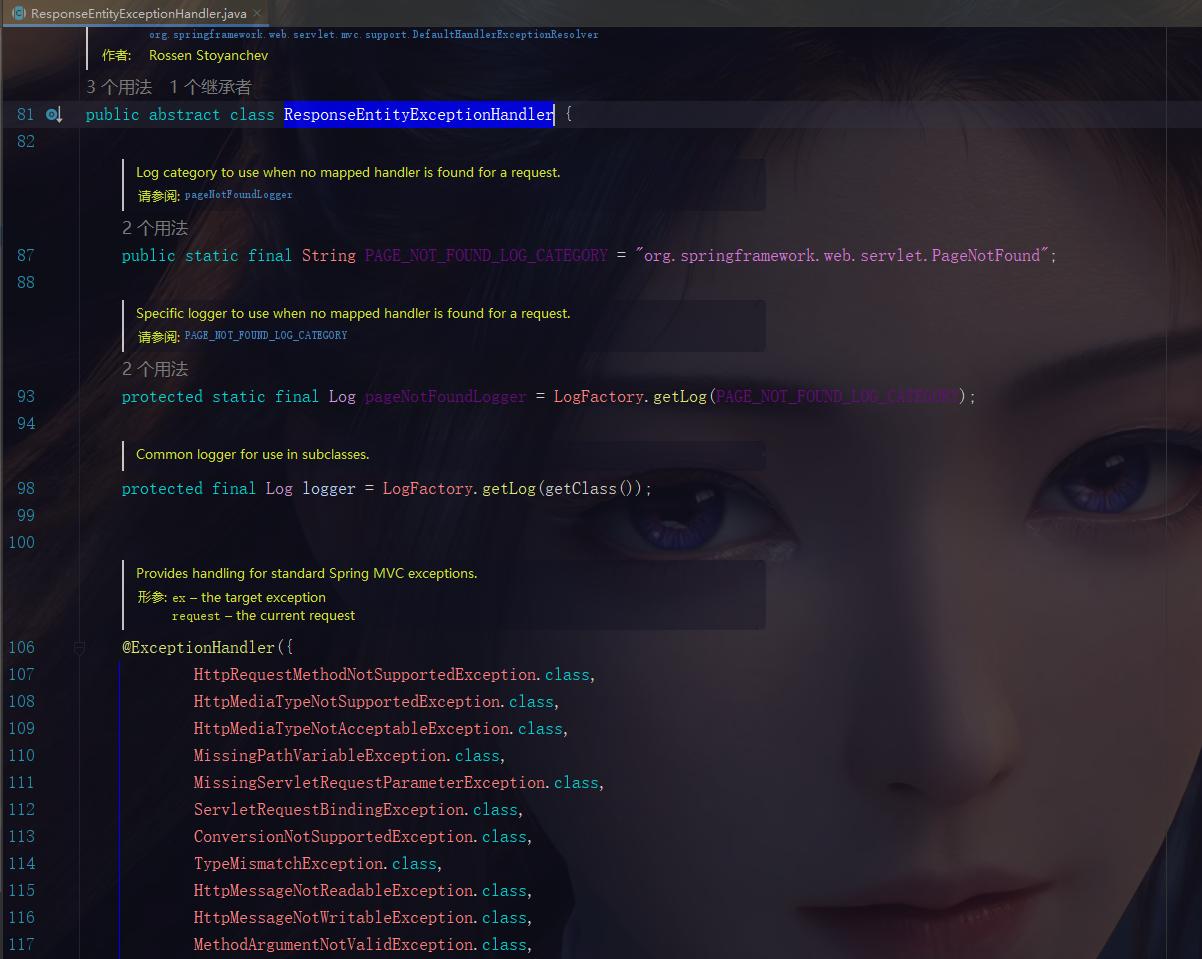 ResponseEntityExceptionHandler.java
org.springframework.web.servlet.mvc.support.DefaultHandlerExceptionResolver
作者: Rossen Stoyanchev
3 个用法 1 个继承者
81 public abstract class ResponseEntityExceptionHandler {
82
Log category to use when no mapped handler is found for a request.
请参阅: pageNotFoundLogger
2 个用法
87 public static final String PAGE_NOT_FOUND_LOG_CATEGORY = "org.springframework.web.servlet.PageNotFound";
88
Specific logger to use when no mapped handler is found for a request.
请参阅: PAGE_NOT_FOUND_LOG_CATEGORY
2 个用法
93 protected static final Log pageNotFoundLogger = LogFactory.getLog(PAGE_NOT_FOUND_LOG_CATEGORY);
94
Common logger for use in subclasses.
98 protected final Log logger = LogFactory.getLog(getClass());
99
100
Provides handling for standard Spring MVC exceptions.
形参: ex – the target exception
request – the current request
106 @ExceptionHandler({
107 HttpRequestMethodNotSupportedException.class,
108 HttpMediaTypeNotSupportedException.class,
109 HttpMediaTypeNotAcceptableException.class,
110 MissingPathVariableException.class,
111 MissingServletRequestParameterException.class,
112 ServletRequestBindingException.class,
113 ConversionNotSupportedException.class,
114 TypeMismatchException.class,
115 HttpMessageNotReadableException.class,
116 HttpMessageNotWritableException.class,
117 MethodArgumentNotValidException.class,